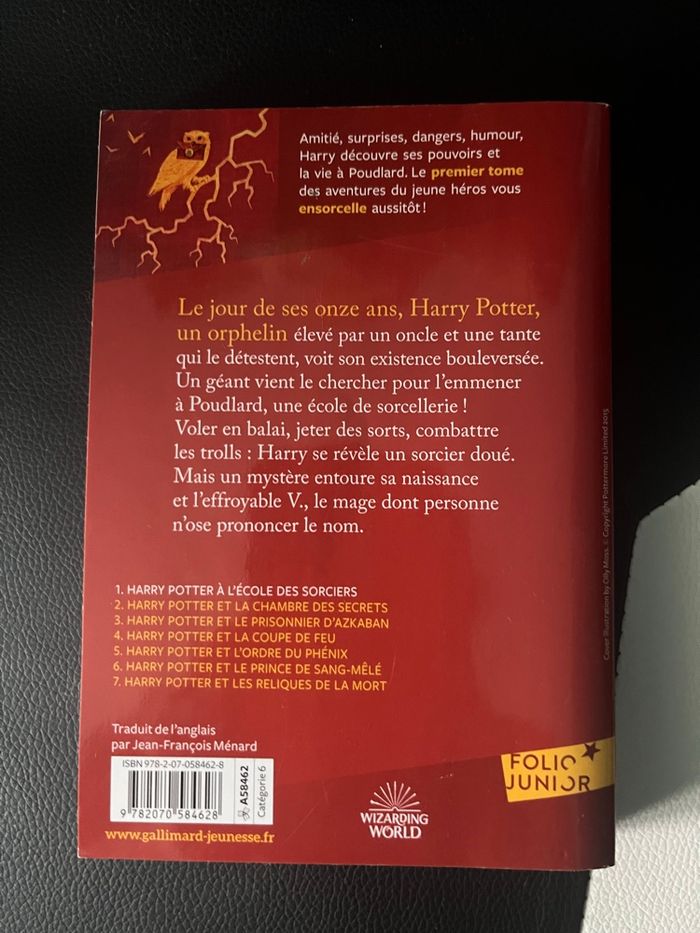 Amitié, surprises, dangers, humour,
Harry découvre ses pouvoirs et
la vie à Poudlard. Le premier tome
des aventures du jeune héros vous
ensorcelle aussitôt !
Le jour de ses onze ans, Harry Potter,
un orphelin élevé par un oncle et une tante
qui le détestent, voit son existence bouleversée.
Un géant vient le chercher pour l'emmener
à Poudlard, une école de sorcellerie !
Voler en balai, jeter des sorts, combattre
les trolls : Harry se révèle un sorcier doué.
Mais un mystère entoure sa naissance
et l'effroyable V., le mage dont personne
n'ose prononcer le nom.
1. HARRY POTTER À L'ÉCOLE DES SORCIERS
2. HARRY POTTER ET LA CHAMBRE DES SECRETS
3. HARRY POTTER ET LE PRISONNIER D'AZKABAN
4. HARRY POTTER ET LA COUPE DE FEU
5. HARRY POTTER ET L'ORDRE DU PHÉNIX
6. HARRY POTTER ET LE PRINCE DE SANG-MÊLÉ
7. HARRY POTTER ET LES RELIQUES DE LA MORT
Traduit de l'anglais
par Jean-François Ménard
ISBN 978-2-07-058462-8
9 782070 584628
A58462
Catégorie 6
www.gallimard-jeunesse.fr
WIZARDING
WORLD
FOLIO
JUNIOR
Cover illustration by Olly Moss. © Copyright Pottermore Limited 2015